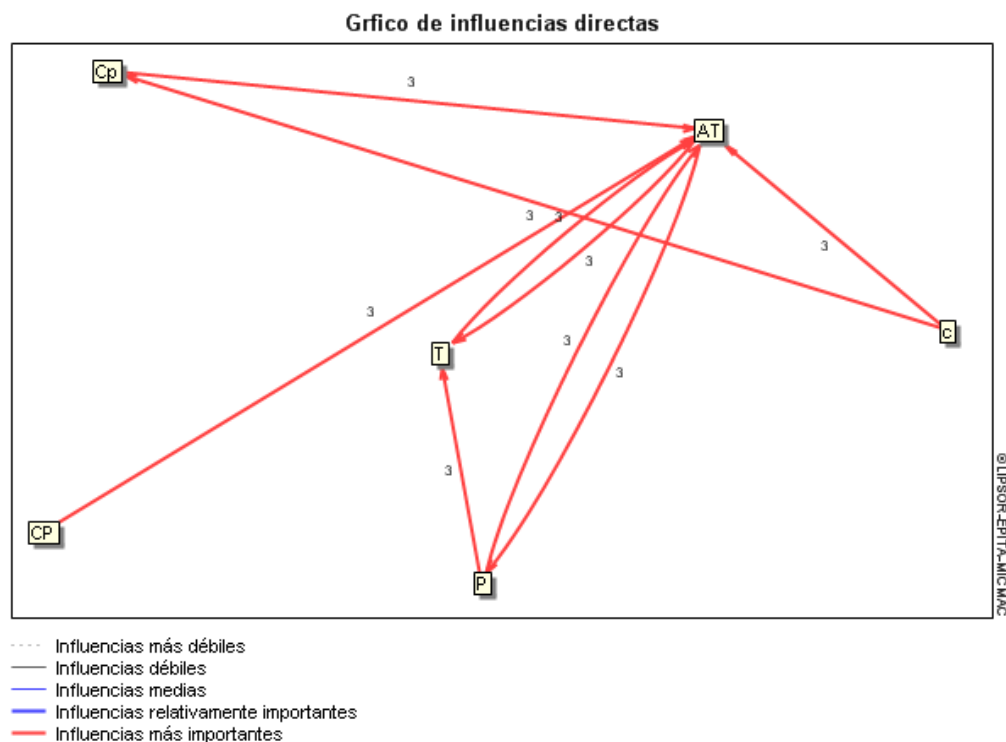 Grfico de influencias directas
Cp
3
AT
3
3
3
3
c
3
T
3
3
3
CP
P
©LIPSOR-EPITA-MICMAC
Influencias más débiles
Influencias débiles
Influencias medias
Influencias relativamente importantes
Influencias más importantes